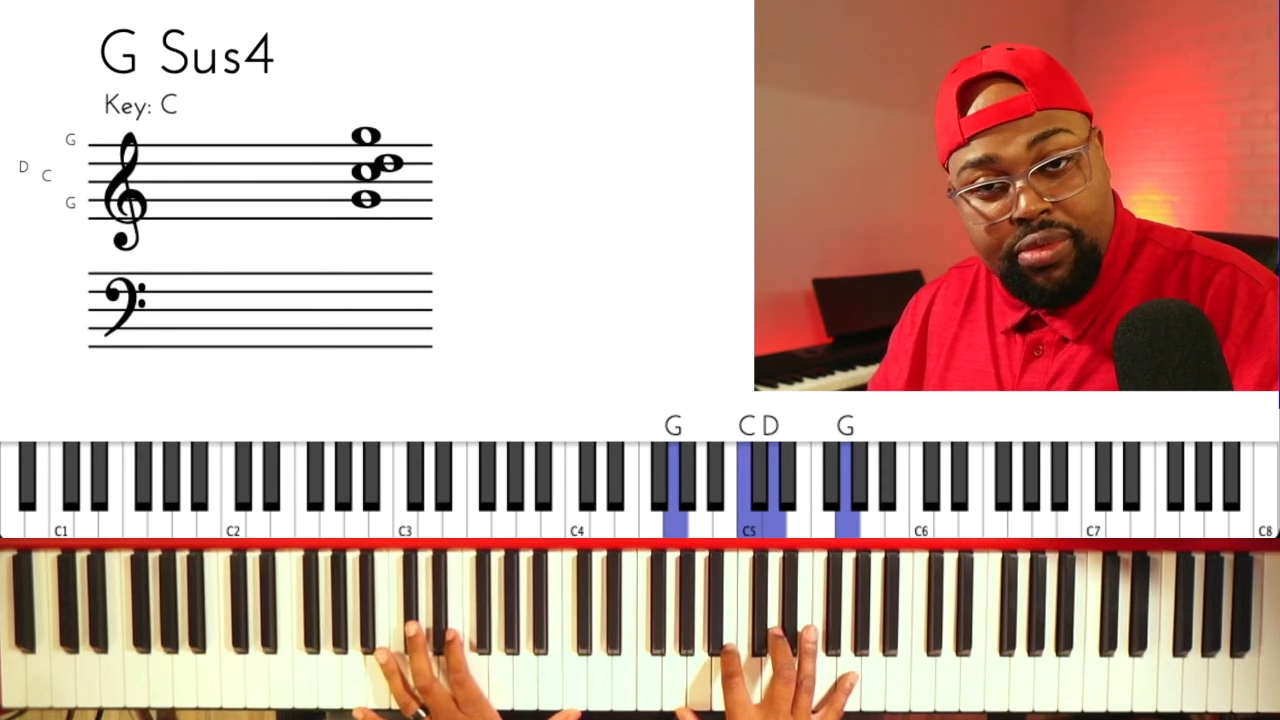 G Sus4
Key: C
G
D C
G
G C D G
C1 C2 C3 C4 C5 C6 C7 C8